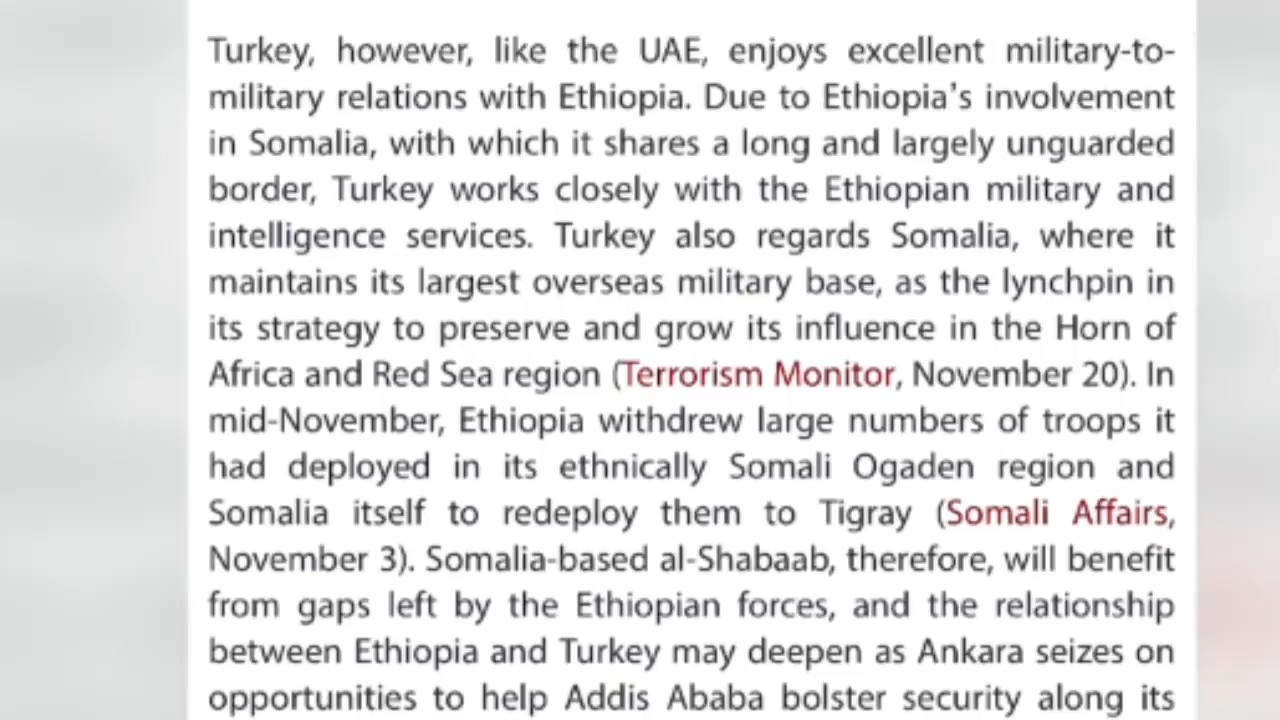 Turkey, however, like the UAE, enjoys excellent military-to-
military relations with Ethiopia. Due to Ethiopia's involvement
in Somalia, with which it shares a long and largely unguarded
border, Turkey works closely with the Ethiopian military and
intelligence services. Turkey also regards Somalia, where it
maintains its largest overseas military base, as the lynchpin in
its strategy to preserve and grow its influence in the Horn of
Africa and Red Sea region (Terrorism Monitor, November 20). In
mid-November, Ethiopia withdrew large numbers of troops it
had deployed in its ethnically Somali Ogaden region and
Somalia itself to redeploy them to Tigray (Somali Affairs,
November 3). Somalia-based al-Shabaab, therefore, will benefit
from gaps left by the Ethiopian forces, and the relationship
between Ethiopia and Turkey may deepen as Ankara seizes on
opportunities to help Addis Ababa bolster security along its